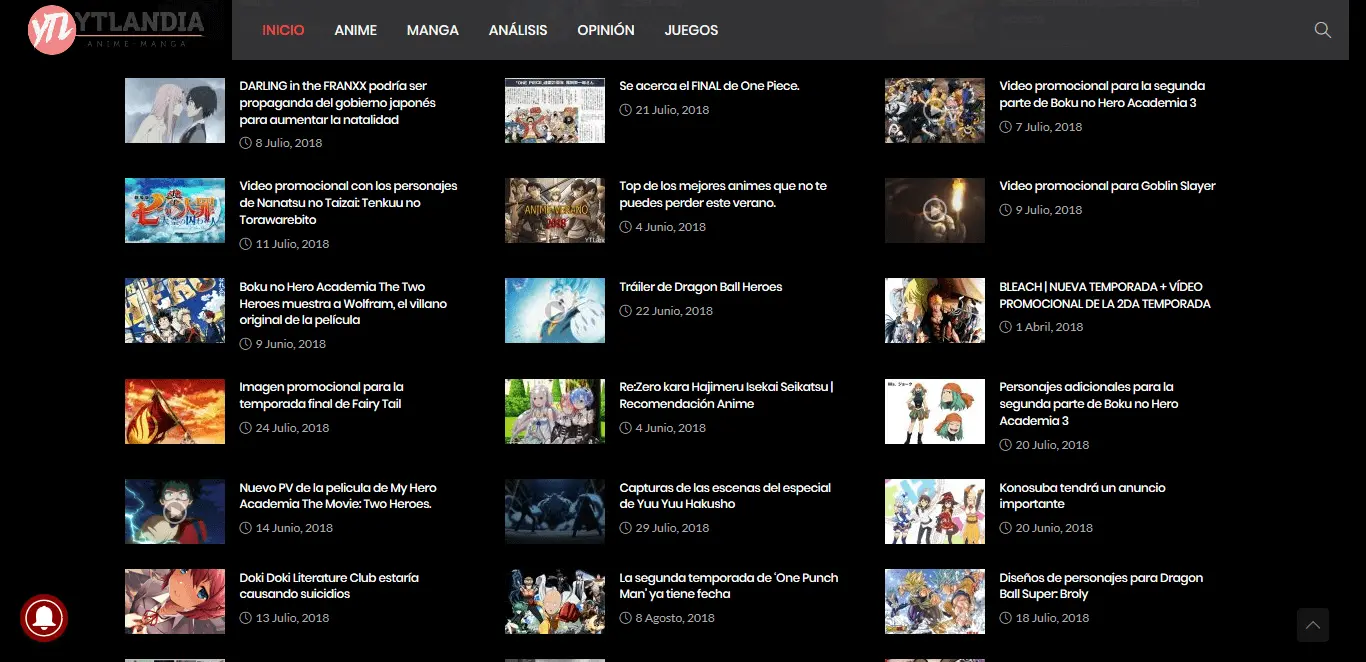 YTLANDIA
ANIME-MANGA
INICIO
ANIME
MANGA
ANÁLISIS
OPINIÓN
JUEGOS
DARLING in the FRANXX podría ser
propaganda del gobierno japonés
para aumentar la natalidad
8 Julio, 2018
Se acerca el FINAL de One Piece.
21 Julio, 2018
Video promocional para la segunda
parte de Boku no Hero Academia 3
7 Julio, 2018
Video promocional con los personajes
de Nanatsu no Taizai: Tenkuu no
Torawarebito
11 Julio, 2018
ANIME VERANO
2018
Top de los mejores animes que no te
puedes perder este verano.
4 Junio, 2018
Video promocional para Goblin Slayer
9 Julio, 2018
Boku no Hero Academia The Two
Heroes muestra a Wolfram, el villano
original de la película
9 Junio, 2018
Tráiler de Dragon Ball Heroes
22 Junio, 2018
BLEACH | NUEVA TEMPORADA + VÍDEO
PROMOCIONAL DE LA 2DA TEMPORADA
1 Abril, 2018
Imagen promocional para la
temporada final de Fairy Tail
24 Julio, 2018
Re:Zero kara Hajimeru Isekai Seikatsu |
Recomendación Anime
4 Junio, 2018
Personajes adicionales para la
segunda parte de Boku no Hero
Academia 3
20 Julio, 2018
Nuevo PV de la pelicula de My Hero
Academia The Movie: Two Heroes.
14 Junio, 2018
Capturas de las escenas del especial
de Yuu Yuu Hakusho
29 Julio, 2018
Konosuba tendrá un anuncio
importante
20 Junio, 2018
Doki Doki Literature Club estaría
causando suicidios
13 Julio, 2018
La segunda temporada de 'One Punch
Man' ya tiene fecha
8 Agosto, 2018
Diseños de personajes para Dragon
Ball Super: Broly
18 Julio, 2018